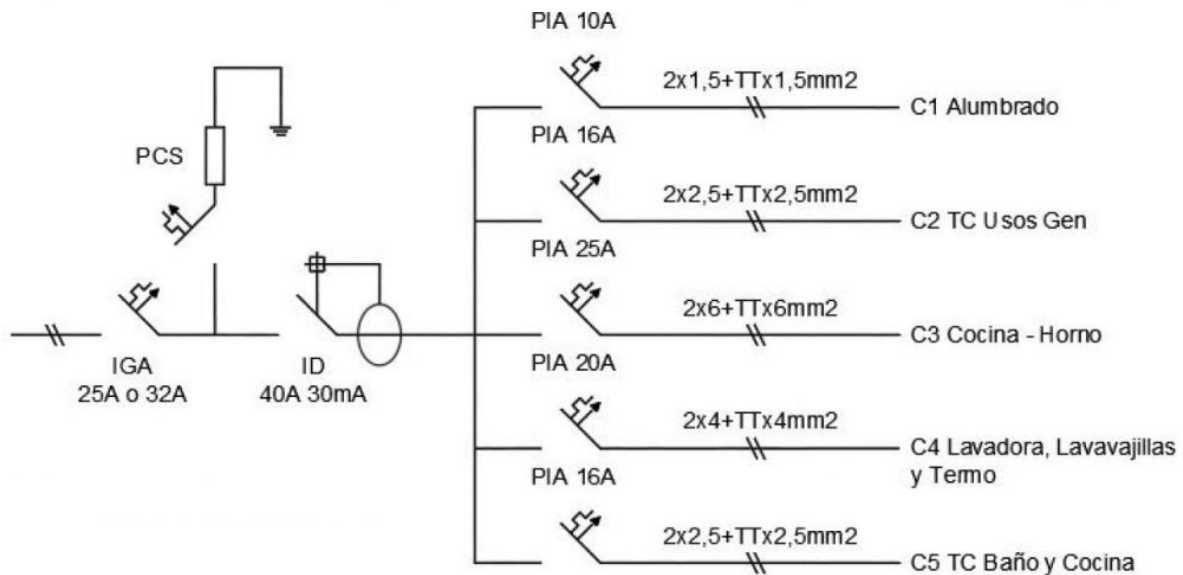 PIA 10A
2x1,5+TTx1,5mm2
C1 Alumbrado
PCS
PIA 16A
2x2,5+TTx2,5mm2
C2 TC Usos Gen
PIA 25A
2x6+TTx6mm2
C3 Cocina - Horno
IGA
25A o 32A
ID
40A 30mA
PIA 20A
2x4+TTx4mm2
C4 Lavadora, Lavavajillas
y Termo
PIA 16A
2x2,5+TTx2,5mm2
C5 TC Baño y Cocina